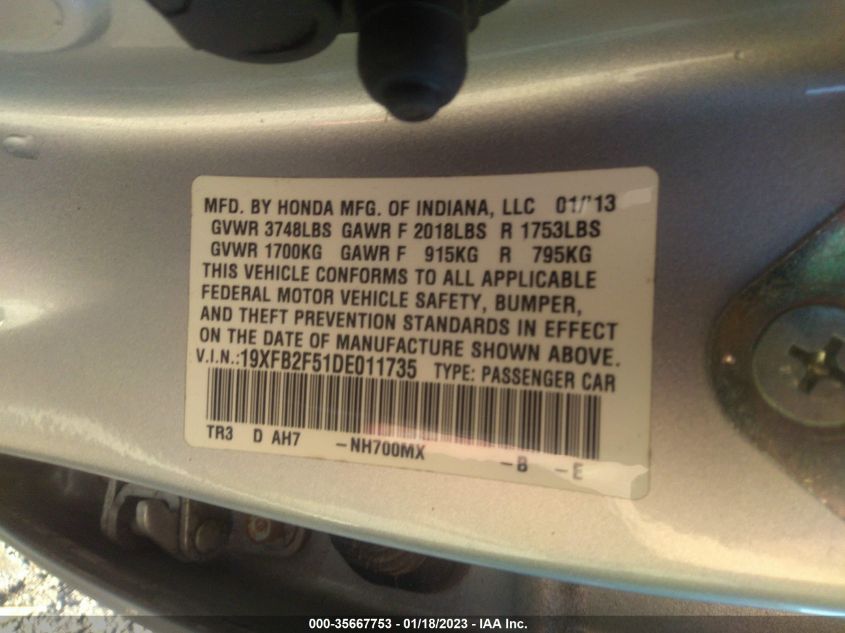 MFD. BY HONDA MFG. OF INDIANA, LLC 01/'13
GVWR 3748LBS GAWR F 2018LBS R 1753LBS
GVWR 1700KG GAWR F 915KG R 795KG
THIS VEHICLE CONFORMS TO ALL APPLICABLE
FEDERAL MOTOR VEHICLE SAFETY, BUMPER,
AND THEFT PREVENTION STANDARDS IN EFFECT
ON THE DATE OF MANUFACTURE SHOWN ABOVE.
V.I.N.:19XFB2F51DE011735 TYPE: PASSENGER CAR
TR3 D AH7 -NH700MX -B -E
000-35667753 - 01/18/2023 - IAA Inc.